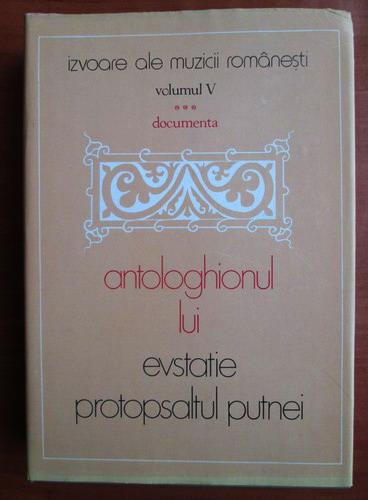 izvoare ale muzicii românești
volumul V
***
documenta
antologhionul
lui
evstatie
protopsaltul putnei